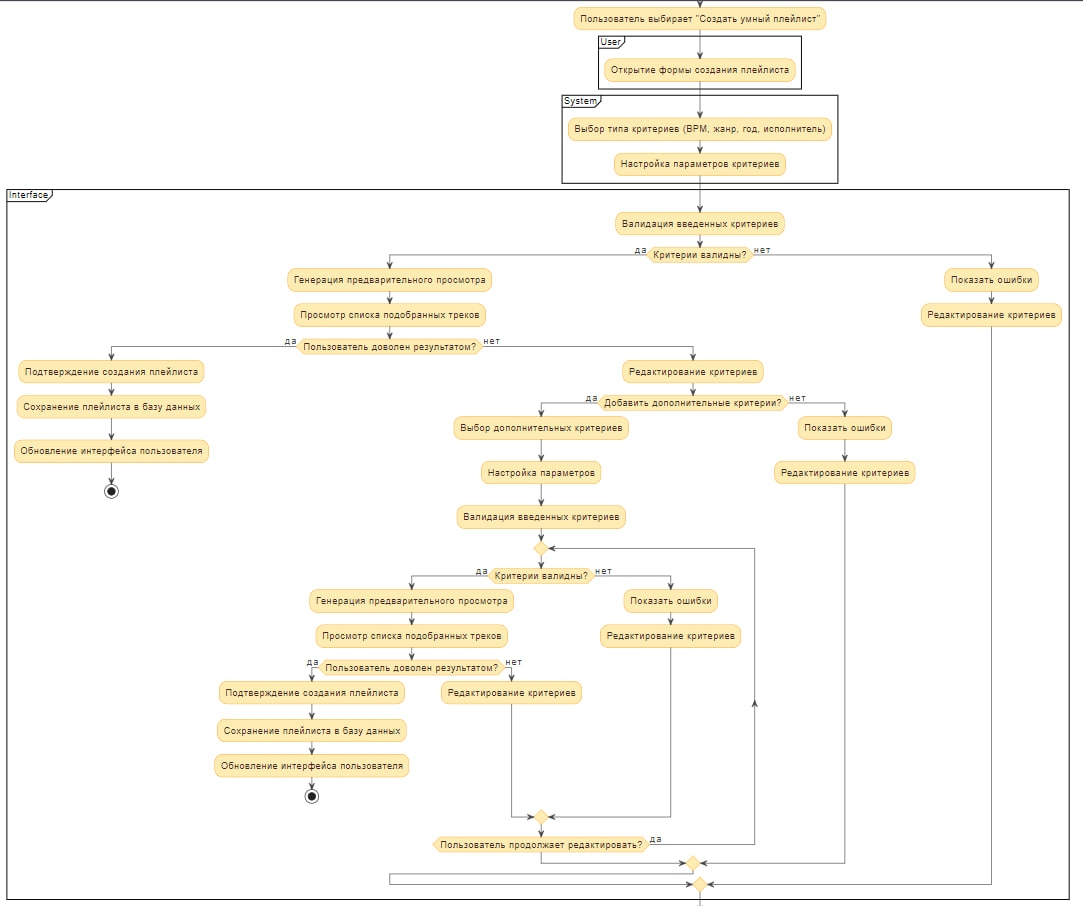 Пользователь выбирает "Создать умный плейлист"
User
Открытие формы создания плейлиста
System
Выбор типа критериев (BPM, жанр, год, исполнитель)
Настройка параметров критериев
Interface
Валидация введенных критериев
да
Критерии валидны?
нет
Генерация предварительного просмотра
Показать ошибки
Просмотр списка подобранных треков
Редактирование критериев
да
Пользователь доволен результатом?
нет
Подтверждение создания плейлиста
Редактирование критериев
Сохранение плейлиста в базу данных
да
Добавить дополнительные критерии?
нет
Выбор дополнительных критериев
Показать ошибки
Обновление интерфейса пользователя
Настройка параметров
Редактирование критериев
Валидация введенных критериев
да
Критерии валидны?
нет
Генерация предварительного просмотра
Показать ошибки
Просмотр списка подобранных треков
Редактирование критериев
да
Пользователь доволен результатом?
нет
Подтверждение создания плейлиста
Редактирование критериев
Сохранение плейлиста в базу данных
Обновление интерфейса пользователя
Пользователь продолжает редактировать?
да